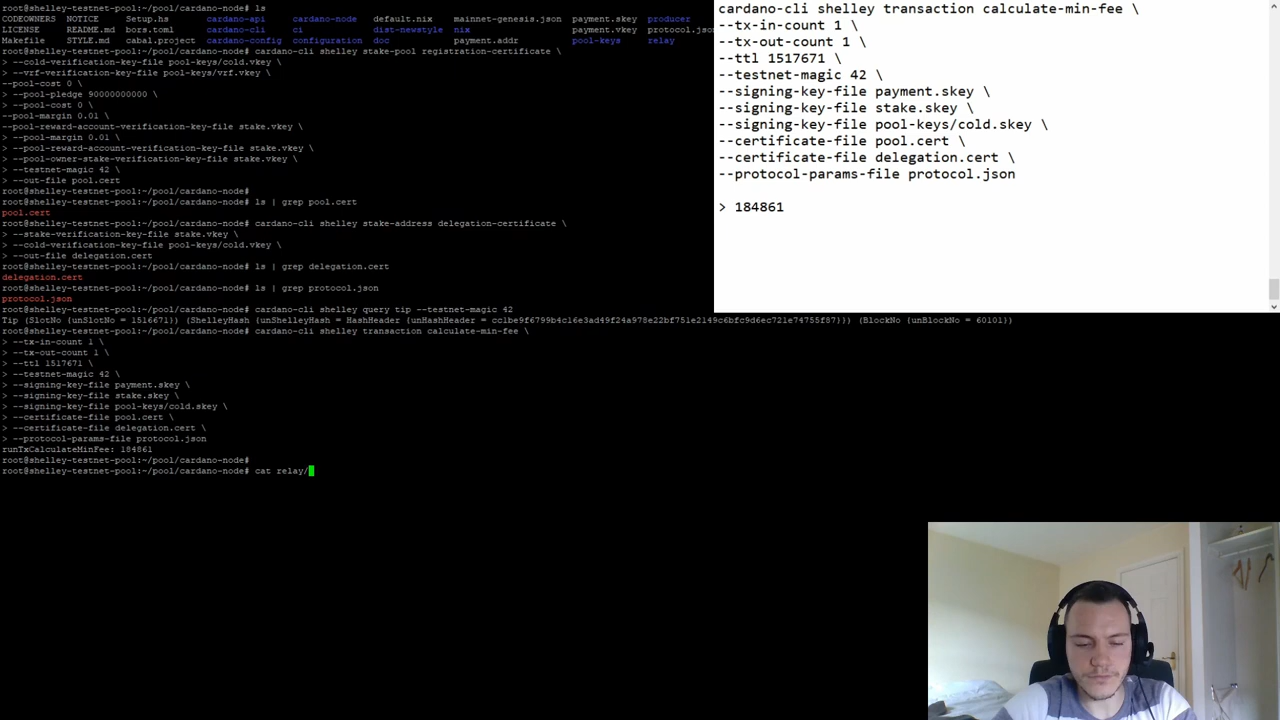 root@shelley-testnet-pool:~/pool/cardano-node# ls
CODEOWNERS NOTICE Setup.hs cardano-api cardano-node default.nix mainnet-genesis.json payment.skey producer
LICENSE README.md bors.toml cardano-cli ci dist-newstyle nix payment.vkey protocol.jso
Makefile STYLE.md cabal.project cardano-config configuration doc payment.addr pool-keys relay
root@shelley-testnet-pool:~/pool/cardano-node# cardano-cli shelley stake-pool registration-certificate \
> --cold-verification-key-file pool-keys/cold.vkey \
> --vrf-verification-key-file pool-keys/vrf.vkey \
--pool-cost 0 \
> --pool-pledge 90000000000 \
> --pool-cost 0 \
--pool-margin 0.01 \
--pool-reward-account-verification-key-file stake.vkey \
> --pool-margin 0.01 \
> --pool-reward-account-verification-key-file stake.vkey \
> --pool-owner-stake-verification-key-file stake.vkey \
> --testnet-magic 42 \
> --out-file pool.cert
root@shelley-testnet-pool:~/pool/cardano-node#
root@shelley-testnet-pool:~/pool/cardano-node# ls | grep pool.cert
pool.cert
root@shelley-testnet-pool:~/pool/cardano-node# cardano-cli shelley stake-address delegation-certificate \
> --stake-verification-key-file stake.vkey \
> --cold-verification-key-file pool-keys/cold.vkey \
> --out-file delegation.cert
root@shelley-testnet-pool:~/pool/cardano-node# ls | grep delegation.cert
delegation.cert
root@shelley-testnet-pool:~/pool/cardano-node# ls | grep protocol.json
protocol.json
root@shelley-testnet-pool:~/pool/cardano-node# cardano-cli shelley query tip --testnet-magic 42
Tip (SlotNo {unSlotNo = 1516671}) (ShelleyHash {unShelleyHash = HashHeader {unHashHeader = }}) (BlockNo {unBlockNo = 60101})
root@shelley-testnet-pool:~/pool/cardano-node# cardano-cli shelley transaction calculate-min-fee \
> --tx-in-count 1 \
> --tx-out-count 1 \
> --ttl 1517671 \
> --testnet-magic 42 \
> --signing-key-file payment.skey \
> --signing-key-file stake.skey \
> --signing-key-file pool-keys/cold.skey \
> --certificate-file pool.cert \
> --certificate-file delegation.cert \
> --protocol-params-file protocol.json
runTxCalculateMinFee: 184861
root@shelley-testnet-pool:~/pool/cardano-node#
root@shelley-testnet-pool:~/pool/cardano-node# cat relay/
cardano-cli shelley transaction calculate-min-fee \
--tx-in-count 1 \
--tx-out-count 1 \
--ttl 1517671 \
--testnet-magic 42 \
--signing-key-file payment.skey \
--signing-key-file stake.skey \
--signing-key-file pool-keys/cold.skey \
--certificate-file pool.cert \
--certificate-file delegation.cert \
--protocol-params-file protocol.json
> 184861